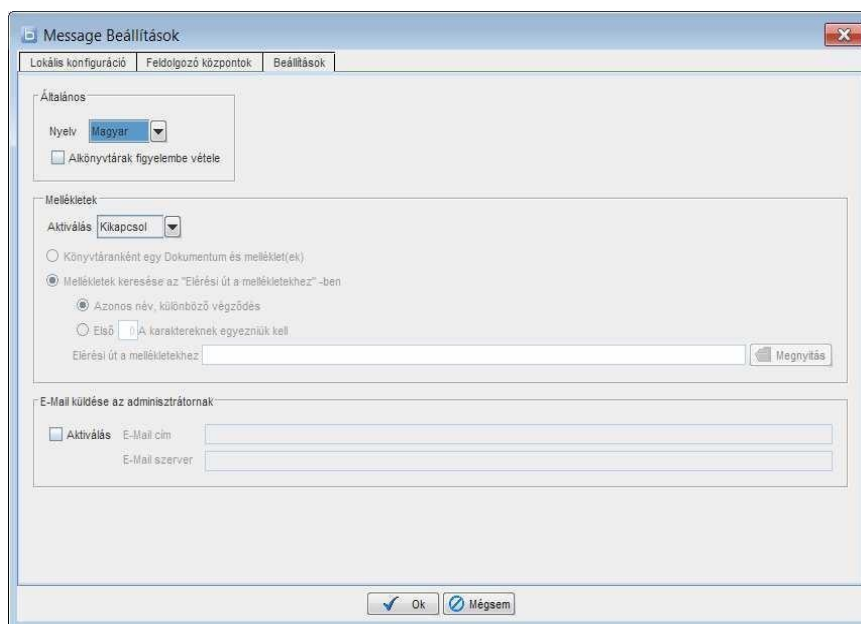 Message Beállítások
Lokális konfiguráció Feldolgozó központok Beállítások
Általános
Nyelv Magyar
Alkönyvtárak figyelembe vétele
Mellékletek
Aktiválás Kikapcsol
Könyvtáranként egy Dokumentum és melléklet(ek)
Mellékletek keresése az "Elérési út a mellékletekhez" -ben
Azonos név, különböző végződés
Első 0 A karaktereknek egyezniük kell
Elérési út a mellékletekhez Megnyitás
E-Mail küldése az adminisztrátornak
Aktiválás E-Mail cím
E-Mail szerver
Ok Mégsem